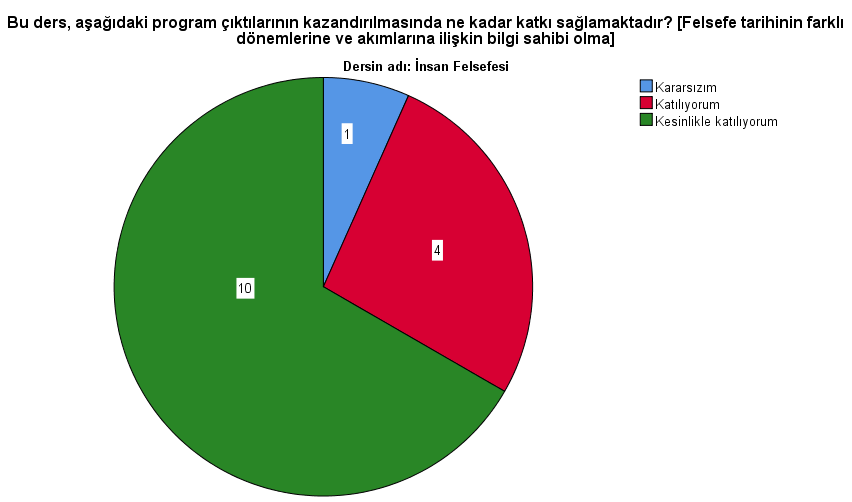 Bu ders, aşağıdaki program çıktılarının kazandırılmasında ne kadar katkı sağlamaktadır? [Felsefe tarihinin farklı
dönemlerine ve akımlarına ilişkin bilgi sahibi olma]
Dersin adı: İnsan Felsefesi
Kararsızım
Katılıyorum
Kesinlikle katılıyorum
1
4
10